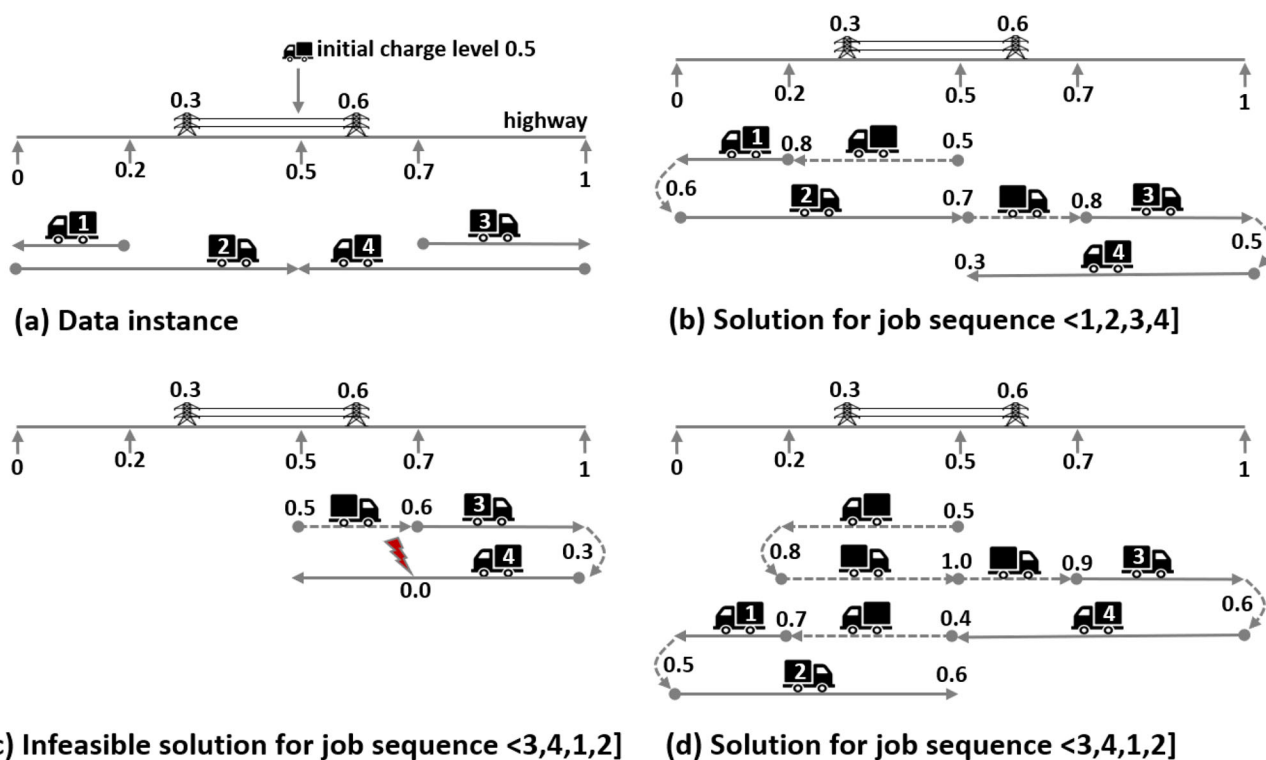 initial charge level 0.5
0.3 0.6
highway
0 0.2 0.5 0.7 1
1 3
2 4
(a) Data instance
0.3 0.6
0 0.2 0.5 0.7 1
1 0.8 0.5
0.6 2 0.7 0.8 3
0.3 4 0.5
(b) Solution for job sequence <1,2,3,4]
0.3 0.6
0 0.2 0.5 0.7 1
0.5 0.6 3
4 0.3
0.0
) Infeasible solution for job sequence <3,4,1,2]
0.3 0.6
0 0.2 0.5 0.7 1
0.5
0.8 1.0 0.9 3
1 0.7 0.4 4 0.6
0.5 2 0.6
(d) Solution for job sequence <3,4,1,2]